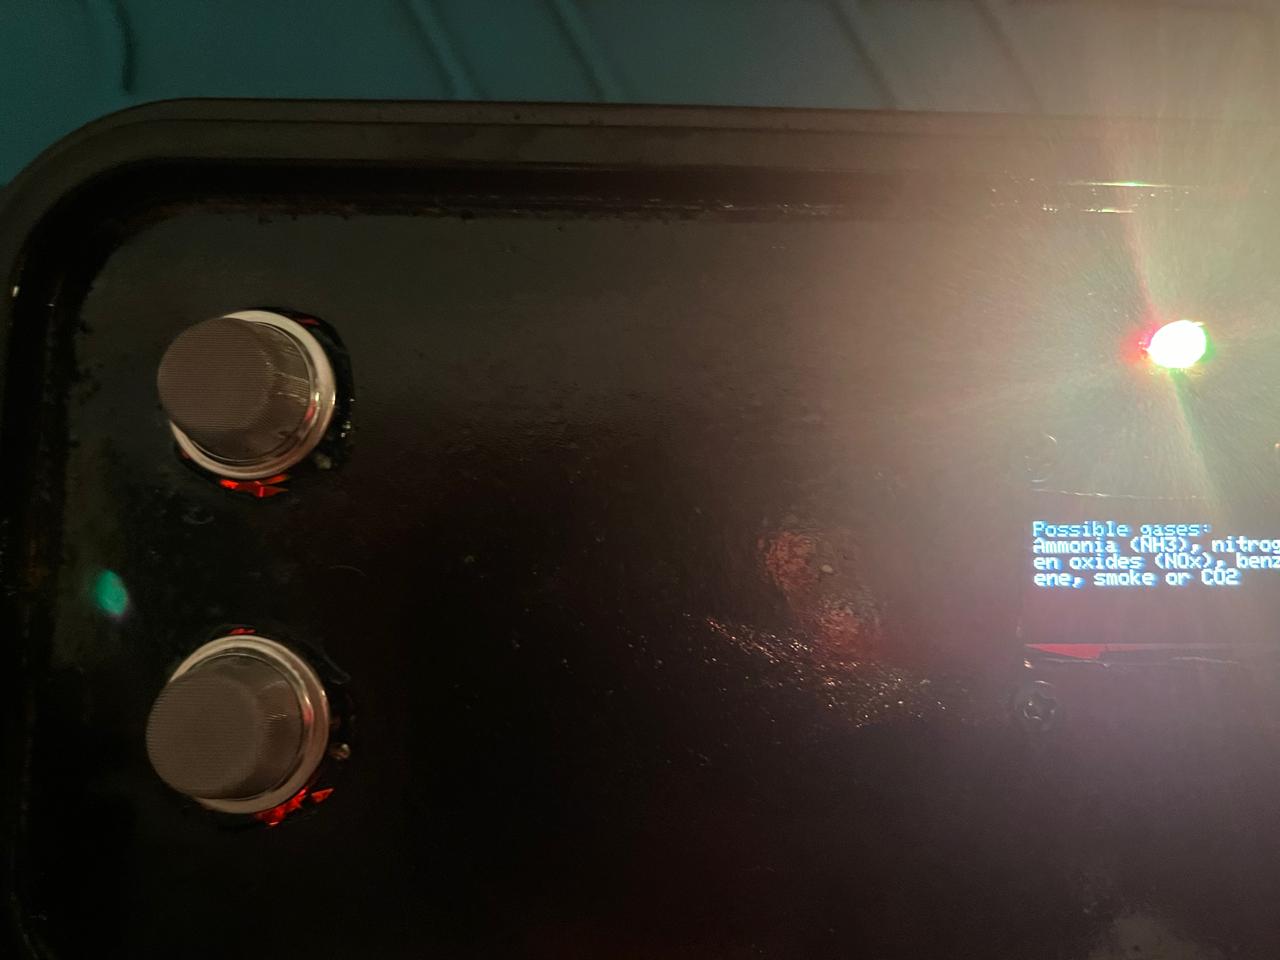 Possible gases:
Ammonia (NH3), nitrog
en oxides (NOx), benz
ene, smoke or CO2